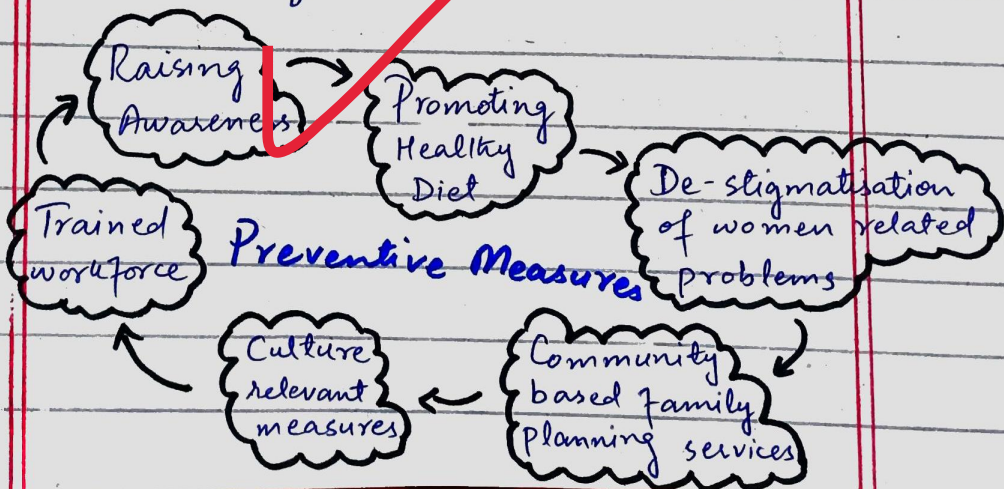 Raising
Awareness
Promoting
Healthy
Diet
De-stigmatisation
of women related
problems
Trained
workforce
Preventive Measures
Culture
relevant
measures
Community
based family
planning services